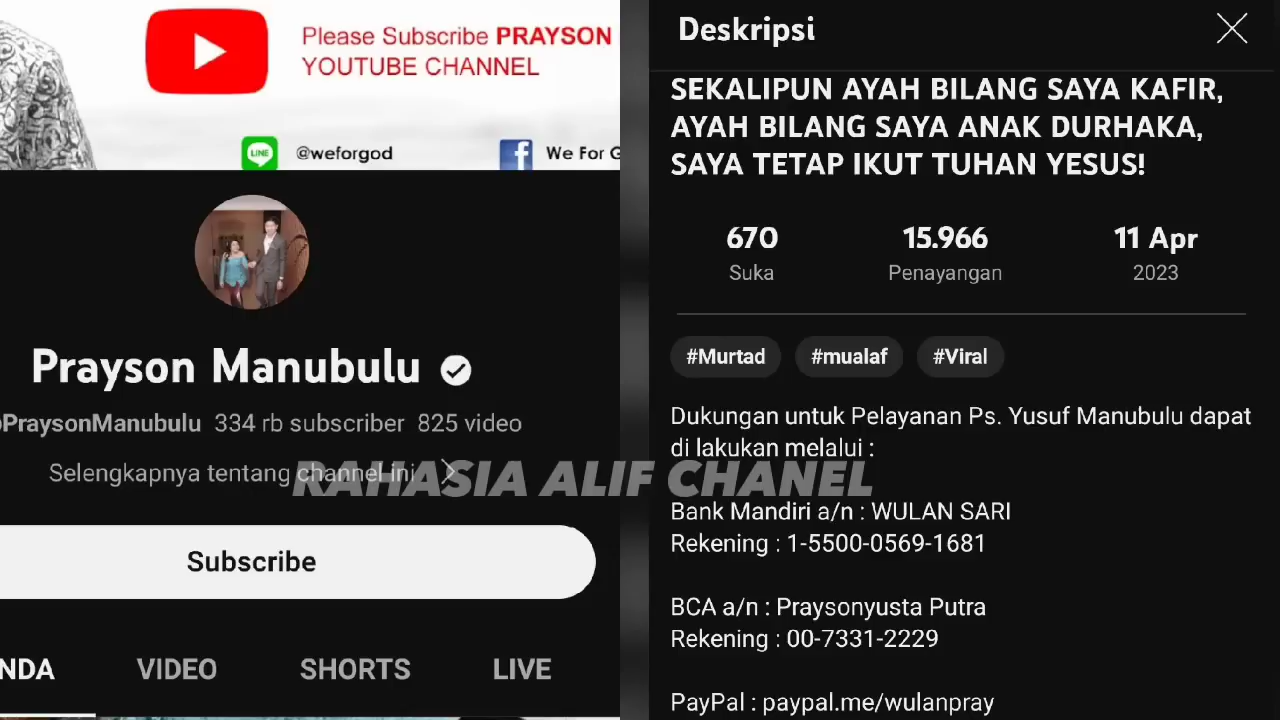 Please Subscribe PRAYSON
YOUTUBE CHANNEL
LINE
@weforgod
We For G
Prayson Manubulu
PraysonManubulu 334 rb subscriber 825 video
Selengkapnya tentang channel ini
Subscribe
NDA VIDEO SHORTS LIVE
RAHASIA ALIF CHANEL
Deskripsi
SEKALIPUN AYAH BILANG SAYA KAFIR,
AYAH BILANG SAYA ANAK DURHAKA,
SAYA TETAP IKUT TUHAN YESUS!
670 15.966 11 Apr
Suka Penayangan 2023
#Murtad #mualaf #Viral
Dukungan untuk Pelayanan Ps. Yusuf Manubulu dapat
di lakukan melalui :
Bank Mandiri a/n : WULAN SARI
Rekening : 1-5500-0569-1681
BCA a/n : Praysonyusta Putra
Rekening : 00-7331-2229
PayPal : paypal.me/wulanpray